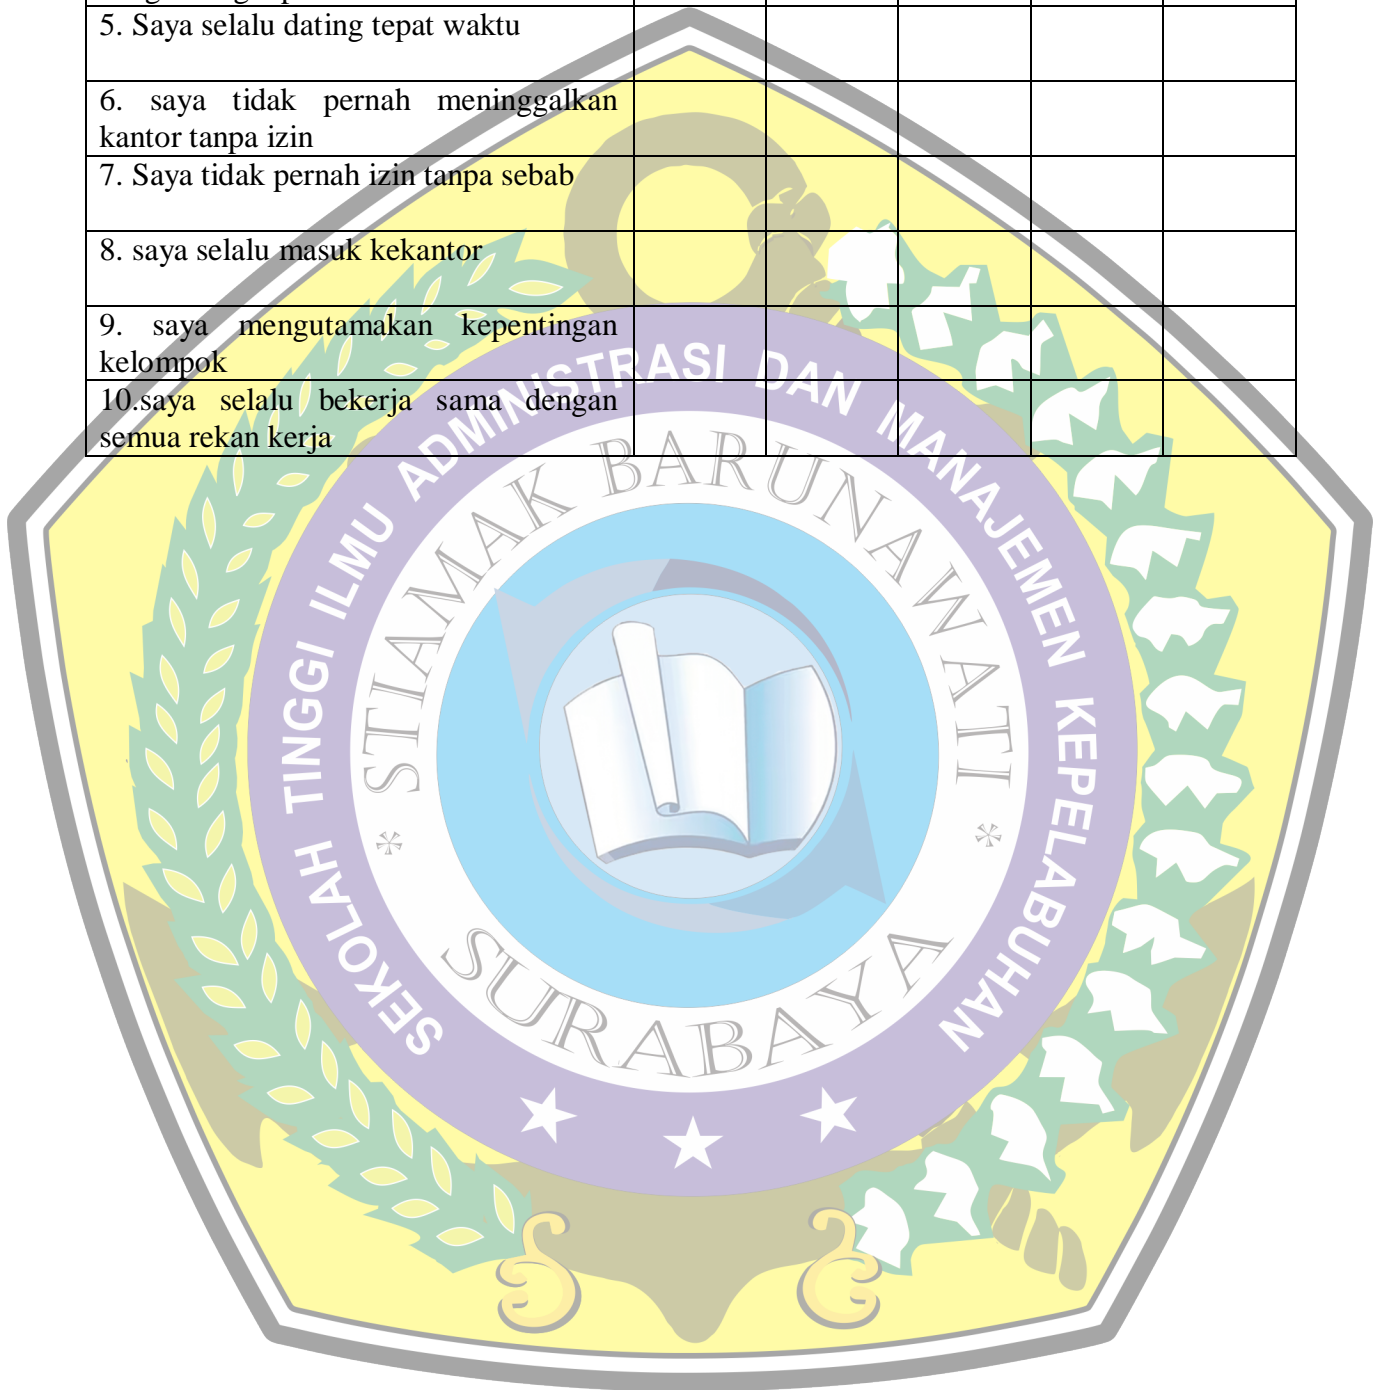 5. Saya selalu dating tepat waktu
6. saya tidak pernah meninggalkan
kantor tanpa izin
7. Saya tidak pernah izin tanpa sebab
8. saya selalu masuk kekantor
9. saya mengutamakan kepentingan
kelompok
10.saya selalu bekerja sama dengan
semua rekan kerja
SEKOLAH TINGGI ILMU ADMINISTRASI DAN MANAJEMEN KEPELABUHAN
STIAMAK BARUNAWATI
* SURABAYA *